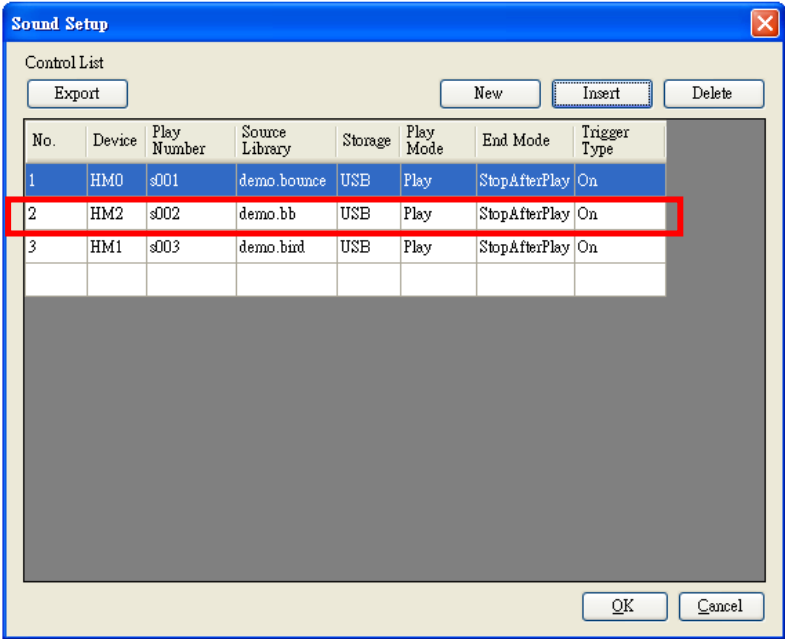 Sound Setup
Control List
Export New Insert Delete
No. Device Play Number Source Library Storage Play Mode End Mode Trigger Type
1 HM0 s001 demo.bounce USB Play StopAfterPlay On
2 HM2 s002 demo.bb USB Play StopAfterPlay On
3 HM1 s003 demo.bird USB Play StopAfterPlay On
OK Cancel